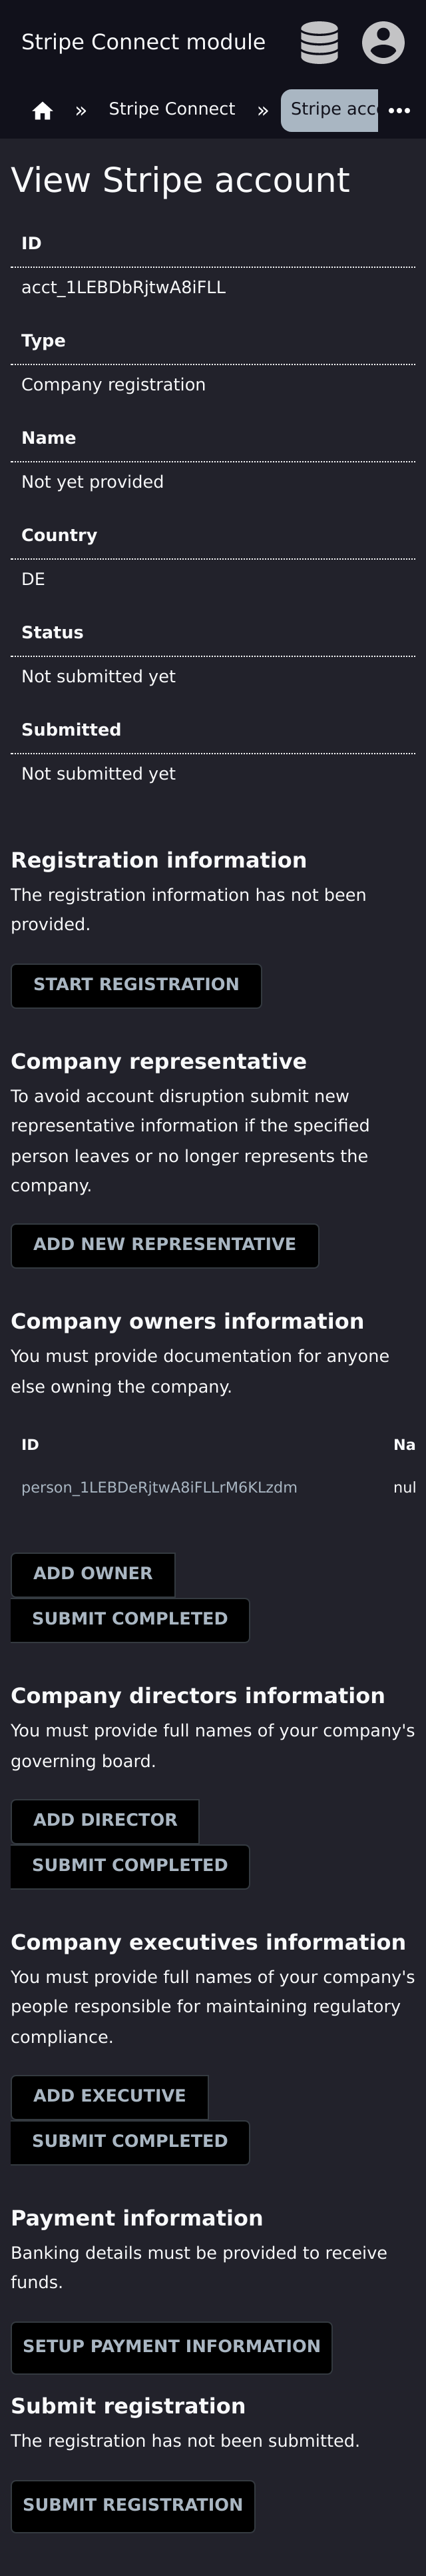 Stripe Connect module
» Stripe Connect » Stripe acc
View Stripe account
ID
acct_1LEBDbRjtwA8iFLL
Type
Company registration
Name
Not yet provided
Country
DE
Status
Not submitted yet
Submitted
Not submitted yet
Registration information
The registration information has not been
provided.
START REGISTRATION
Company representative
To avoid account disruption submit new
representative information if the specified
person leaves or no longer represents the
company.
ADD NEW REPRESENTATIVE
Company owners information
You must provide documentation for anyone
else owning the company.
ID Na
person_1LEBDeRjtwA8iFLLrM6KLzdm nul
ADD OWNER
SUBMIT COMPLETED
Company directors information
You must provide full names of your company's
governing board.
ADD DIRECTOR
SUBMIT COMPLETED
Company executives information
You must provide full names of your company's
people responsible for maintaining regulatory
compliance.
ADD EXECUTIVE
SUBMIT COMPLETED
Payment information
Banking details must be provided to receive
funds.
SETUP PAYMENT INFORMATION
Submit registration
The registration has not been submitted.
SUBMIT REGISTRATION